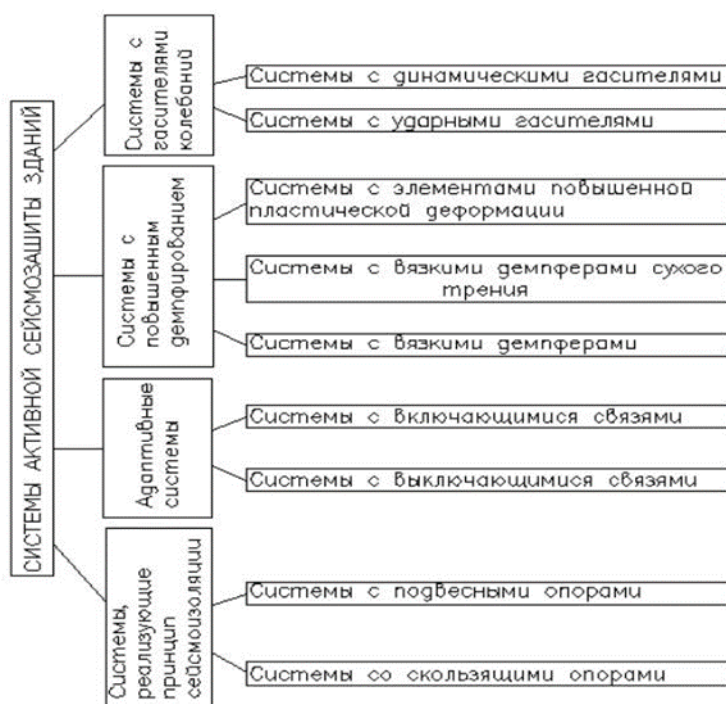 СИСТЕМЫ АКТИВНОЙ СЕЙСМОЗАШИТЫ ЗДАНИЙ
Системы с
гасителями
колебаний
Системы с динамическими гасителями
Системы с ударными гасителями
Системы с
повышенным
демпфированием
Системы с элементами повышенной
пластической деформации
Системы с вязкими демпферами сухого
трения
Системы с вязкими демпферами
Адаптивные
системы
Системы с включающимися связями
Системы с выключающимися связями
Системы,
реализующие
принцип
сейсмоизоляции
Системы с подвесными опорами
Системы со скользящими опорами